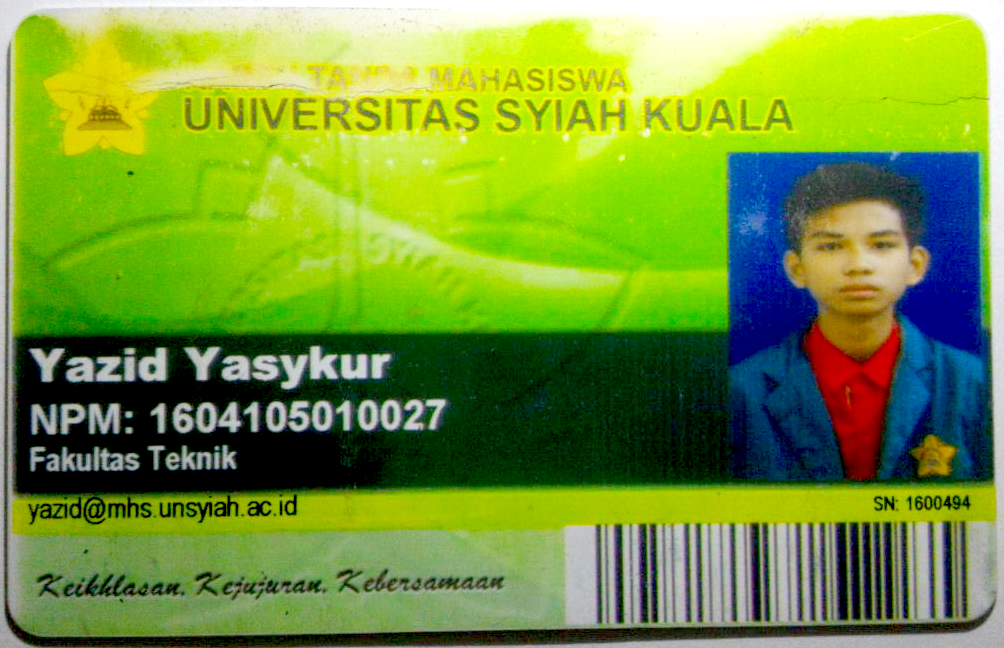 TANDA MAHASISWA
UNIVERSITAS SYIAH KUALA
Yazid Yasykur
NPM: 1604105010027
Fakultas Teknik
yazid@mhs.unsyiah.ac.id
SN: 1600494
Keikhlasan. Kejujuran. Kebersamaan